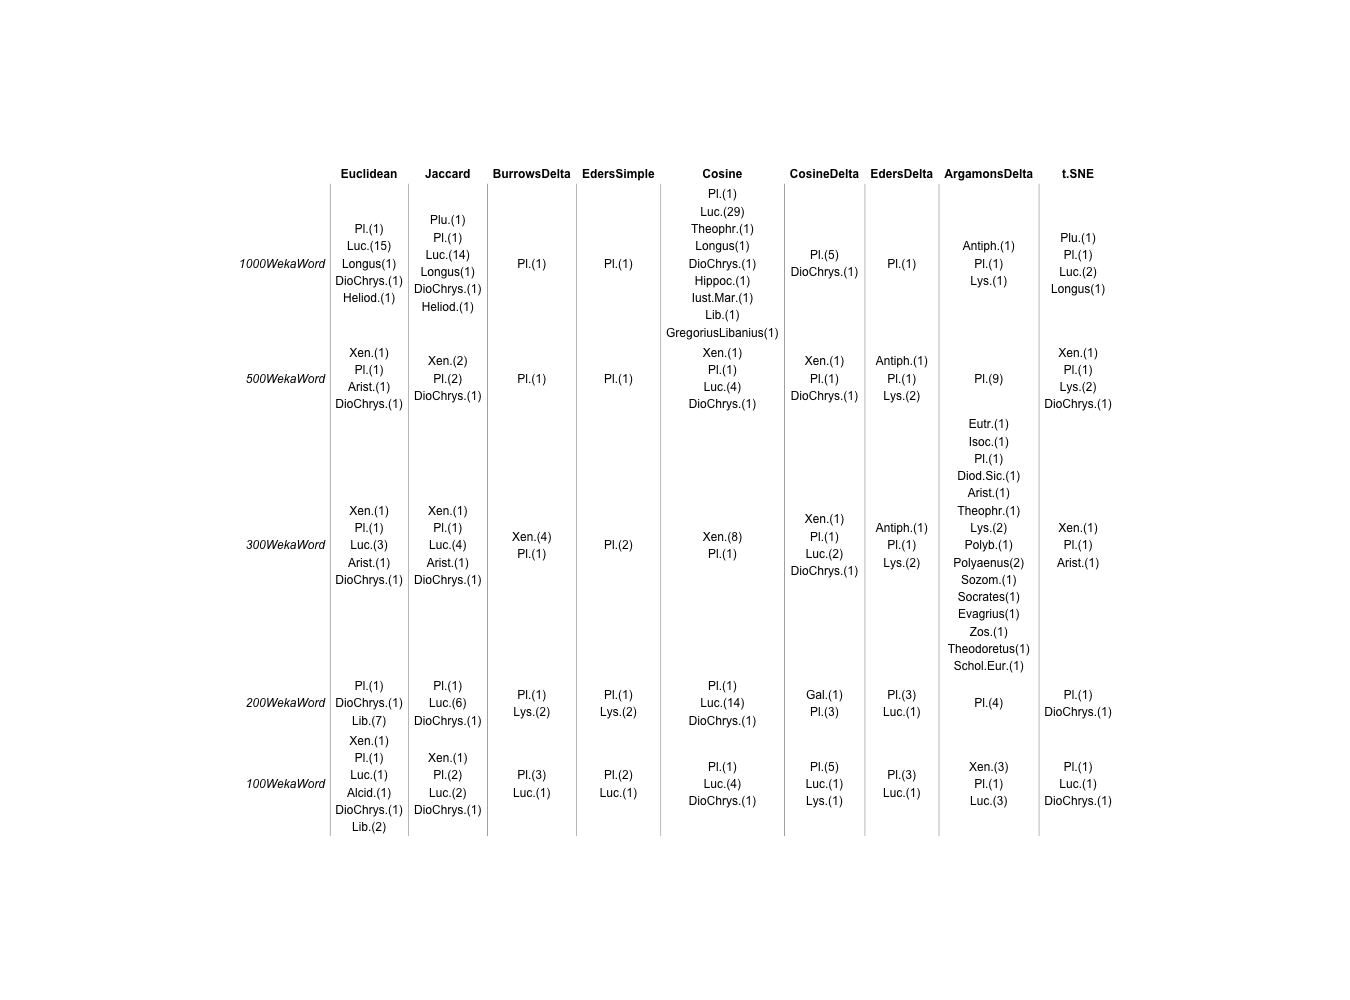 Euclidean Jaccard BurrowsDelta EdersSimple Cosine CosineDelta EdersDelta ArgamonsDelta t.SNE
1000WekaWord
Pl.(1)
Luc.(15)
Longus(1)
DioChrys.(1)
Heliod.(1)
Plu.(1)
Pl.(1)
Luc.(14)
Longus(1)
DioChrys.(1)
Heliod.(1)
Pl.(1)
Pl.(1)
Pl.(1)
Luc.(29)
Theophr.(1)
Longus(1)
DioChrys.(1)
Hippoc.(1)
Iust.Mar.(1)
Lib.(1)
GregoriusLibanius(1)
Pl.(5)
DioChrys.(1)
Pl.(1)
Antiph.(1)
Pl.(1)
Lys.(1)
Plu.(1)
Pl.(1)
Luc.(2)
Longus(1)
500WekaWord
Xen.(1)
Pl.(1)
Arist.(1)
DioChrys.(1)
Xen.(2)
Pl.(2)
DioChrys.(1)
Pl.(1)
Pl.(1)
Xen.(1)
Pl.(1)
Luc.(4)
DioChrys.(1)
Xen.(1)
Pl.(1)
DioChrys.(1)
Antiph.(1)
Pl.(1)
Lys.(2)
Pl.(9)
Xen.(1)
Pl.(1)
Lys.(2)
DioChrys.(1)
300WekaWord
Xen.(1)
Pl.(1)
Luc.(3)
Arist.(1)
DioChrys.(1)
Xen.(1)
Pl.(1)
Luc.(4)
Arist.(1)
DioChrys.(1)
Xen.(4)
Pl.(1)
Pl.(2)
Xen.(8)
Pl.(1)
Xen.(1)
Pl.(1)
Luc.(2)
DioChrys.(1)
Antiph.(1)
Pl.(1)
Lys.(2)
Eutr.(1)
Isoc.(1)
Pl.(1)
Diod.Sic.(1)
Arist.(1)
Theophr.(1)
Lys.(2)
Polyb.(1)
Polyaenus(2)
Sozom.(1)
Socrates(1)
Evagrius(1)
Zos.(1)
Theodoretus(1)
Schol.Eur.(1)
Xen.(1)
Pl.(1)
Arist.(1)
200WekaWord
Pl.(1)
DioChrys.(1)
Lib.(7)
Pl.(1)
Luc.(6)
DioChrys.(1)
Pl.(1)
Lys.(2)
Pl.(1)
Lys.(2)
Pl.(1)
Luc.(14)
DioChrys.(1)
Gal.(1)
Pl.(3)
Pl.(3)
Luc.(1)
Pl.(4)
Pl.(1)
DioChrys.(1)
100WekaWord
Xen.(1)
Pl.(1)
Luc.(1)
Alcid.(1)
DioChrys.(1)
Lib.(2)
Xen.(1)
Pl.(2)
Luc.(2)
DioChrys.(1)
Pl.(3)
Luc.(1)
Pl.(2)
Luc.(1)
Pl.(1)
Luc.(4)
DioChrys.(1)
Pl.(5)
Luc.(1)
Lys.(1)
Pl.(3)
Luc.(1)
Xen.(3)
Pl.(1)
Luc.(3)
Pl.(1)
Luc.(1)
DioChrys.(1)